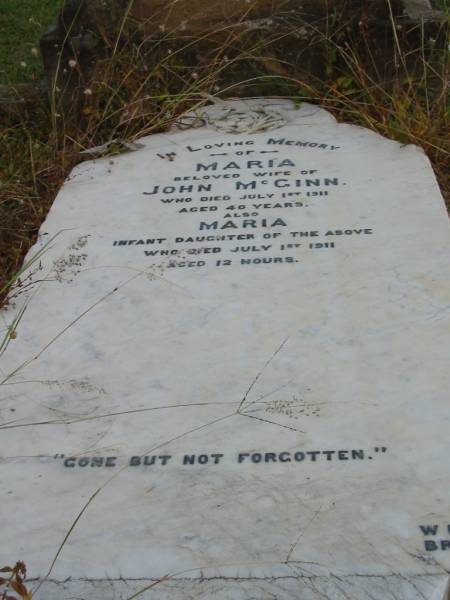 In Loving Memory
OF
MARIA
BELOVED WIFE OF
JOHN McGINN.
WHO DIED JULY 1ST 1911
AGED 40 YEARS.
ALSO
MARIA
INFANT DAUGHTER OF THE ABOVE
WHO DIED JULY 1ST 1911
AGED 12 HOURS.
"GONE BUT NOT FORGOTTEN."
W
BR